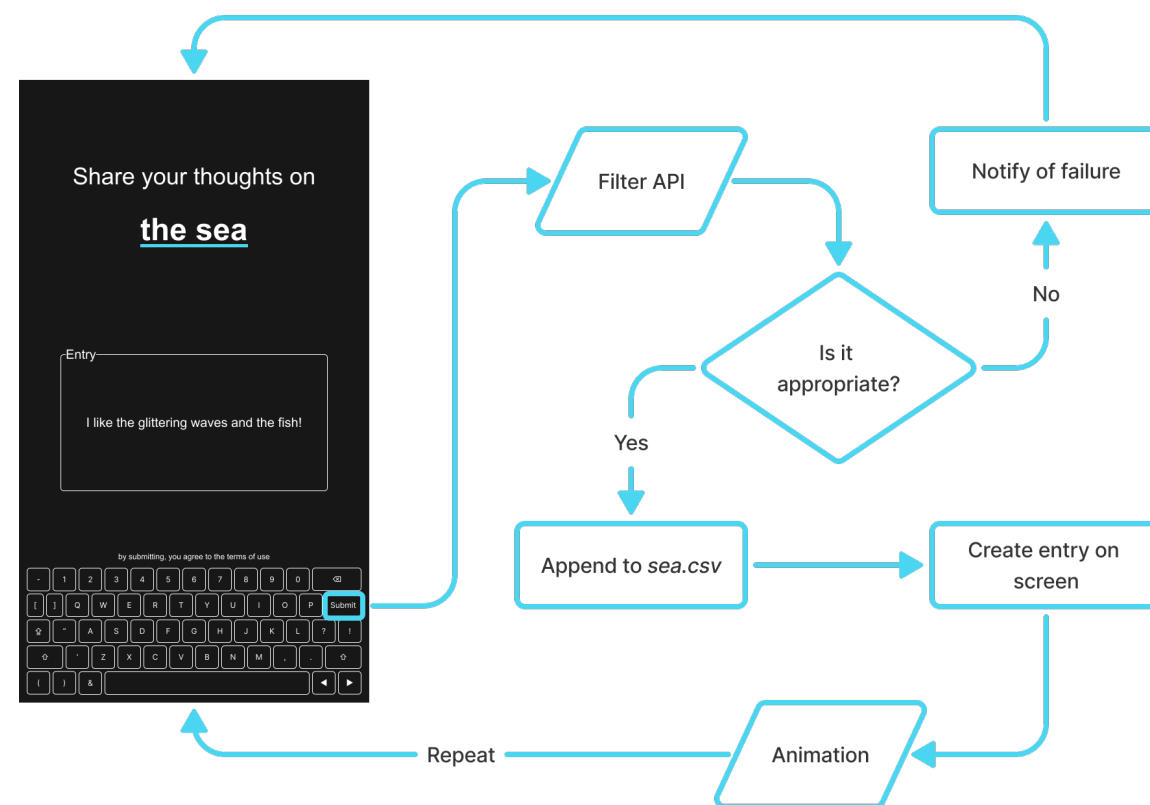 Share your thoughts on
the sea
Entry
I like the glittering waves and the fish!
by submitting, you agree to the terms of use
- 1 2 3 4 5 6 7 8 9 0 ⌫
[ ] Q W E R T Y U I O P Submit
⇪ " A S D F G H J K L ? !
⇧ ' Z X C V B N M , . ⇧
( ) & ◀ ▶
Filter API
Is it
appropriate?
No
Notify of failure
Yes
Append to sea.csv
Create entry on
screen
Animation
Repeat